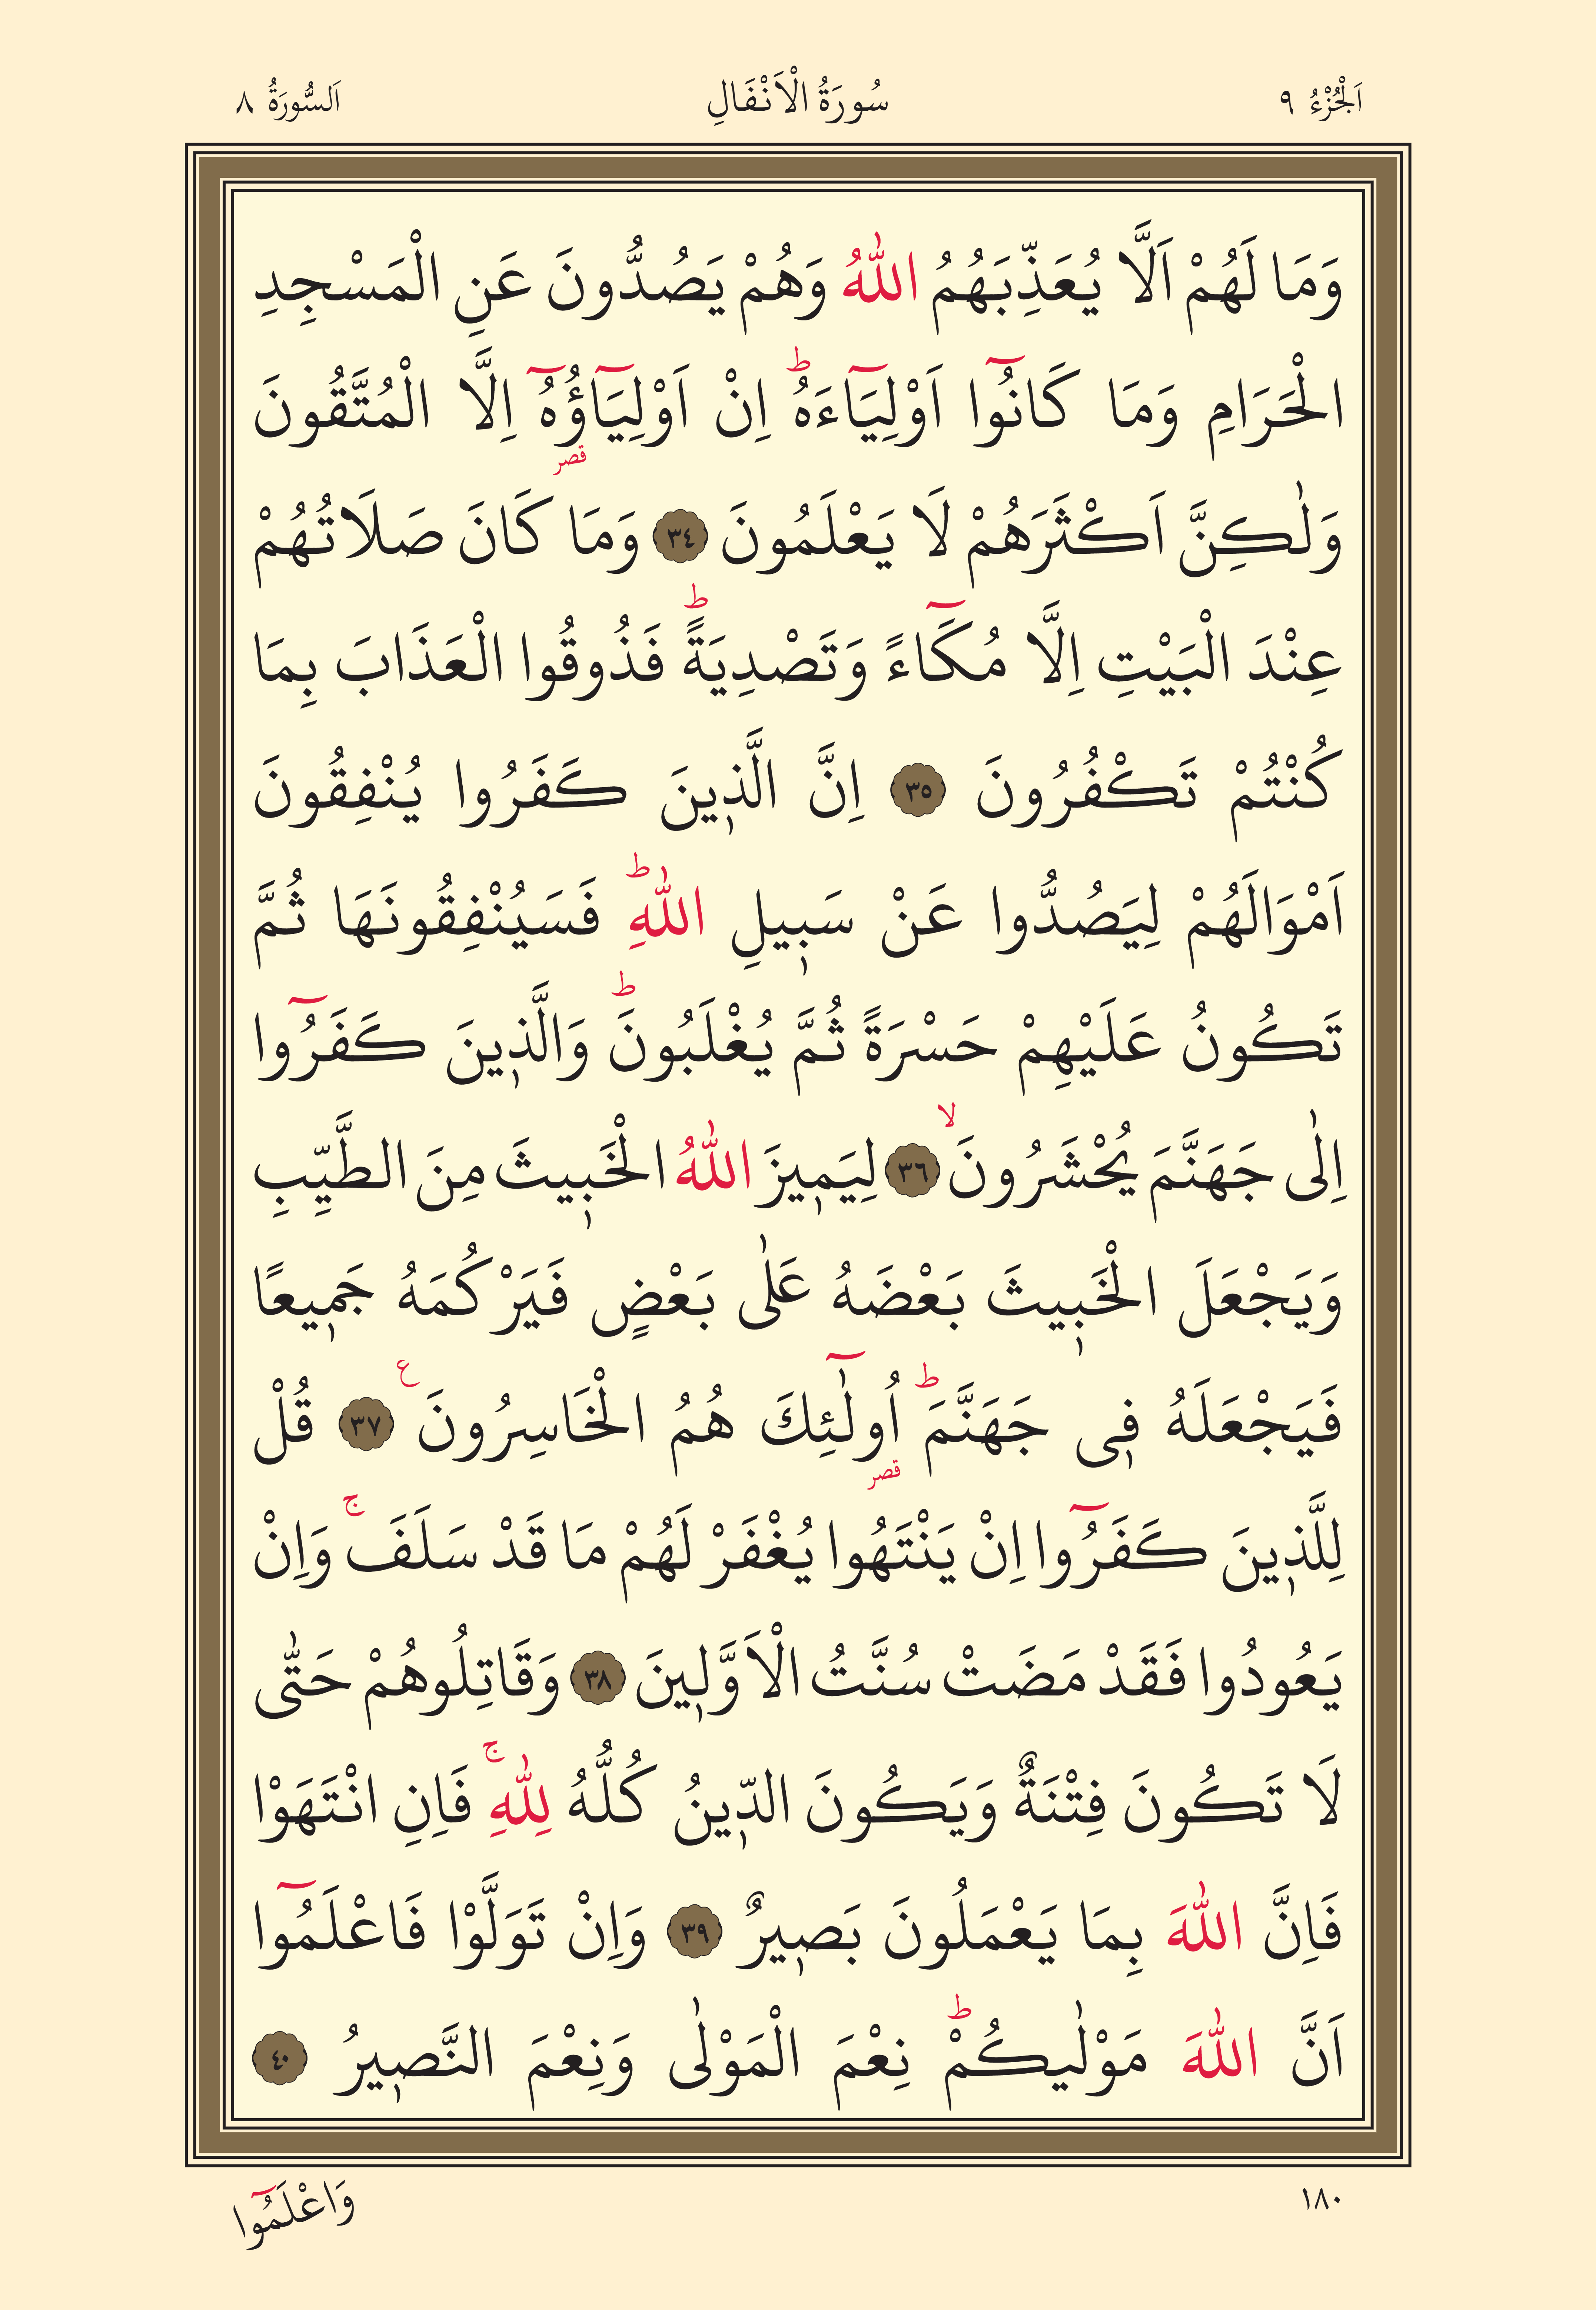 اَلْجُزْءُ ٩
سُورَةُ الْاَنْفَالِ
اَلسُّورَةُ ٨
وَمَا لَهُمْ اَلَّا يُعَذِّبَهُمُ اللّٰهُ وَهُمْ يَصُدُّونَ عَنِ الْمَسْجِدِ
الْحَرَامِ وَمَا كَانُٓوا اَوْلِيَٓاءَهُۜ اِنْ اَوْلِيَٓاؤُ۬هُٓ اِلَّا الْمُتَّقُونَ
قصر
وَلٰكِنَّ اَكْثَرَهُمْ لَا يَعْلَمُونَ ٣٤ وَمَا كَانَ صَلَاتُهُمْ
عِنْدَ الْبَيْتِ اِلَّا مُكَٓاءً وَتَصْدِيَةًۜ فَذُوقُوا الْعَذَابَ بِمَا
كُنْتُمْ تَكْفُرُونَ ٣٥ اِنَّ الَّذ۪ينَ كَفَرُوا يُنْفِقُونَ
اَمْوَالَهُمْ لِيَصُدُّوا عَنْ سَب۪يلِ اللّٰهِۜ فَسَيُنْفِقُونَهَا ثُمَّ
تَكُونُ عَلَيْهِمْ حَسْرَةً ثُمَّ يُغْلَبُونَۜ وَالَّذ۪ينَ كَفَرُٓوا
اِلٰى جَهَنَّمَ يُحْشَرُونَۙ ٣٦ لِيَم۪يزَ اللّٰهُ الْخَب۪يثَ مِنَ الطَّيِّبِ
وَيَجْعَلَ الْخَب۪يثَ بَعْضَهُ عَلٰى بَعْضٍ فَيَرْكُمَهُ جَم۪يعًا
فَيَجْعَلَهُ ف۪ى جَهَنَّمَۜ اُو۬لٰٓئِكَ هُمُ الْخَاسِرُونَ ع ٣٧ قُلْ
قصر
لِلَّذ۪ينَ كَفَرُٓوا اِنْ يَنْتَهُوا يُغْفَرْ لَهُمْ مَا قَدْ سَلَفَۚ وَاِنْ
يَعُودُوا فَقَدْ مَضَتْ سُنَّتُ الْاَوَّل۪ينَ ٣٨ وَقَاتِلُوهُمْ حَتّٰى
لَا تَكُونَ فِتْنَةٌ وَيَكُونَ الدّ۪ينُ كُلُّهُ لِلّٰهِۚ فَاِنِ انْتَهَوْا
فَاِنَّ اللّٰهَ بِمَا يَعْمَلُونَ بَص۪يرٌ ٣٩ وَاِنْ تَوَلَّوْا فَاعْلَمُٓوا
اَنَّ اللّٰهَ مَوْلٰيكُمْۜ نِعْمَ الْمَوْلٰى وَنِعْمَ النَّص۪يرُ ٤٠
١٨٠
وَاعْلَمُٓوا